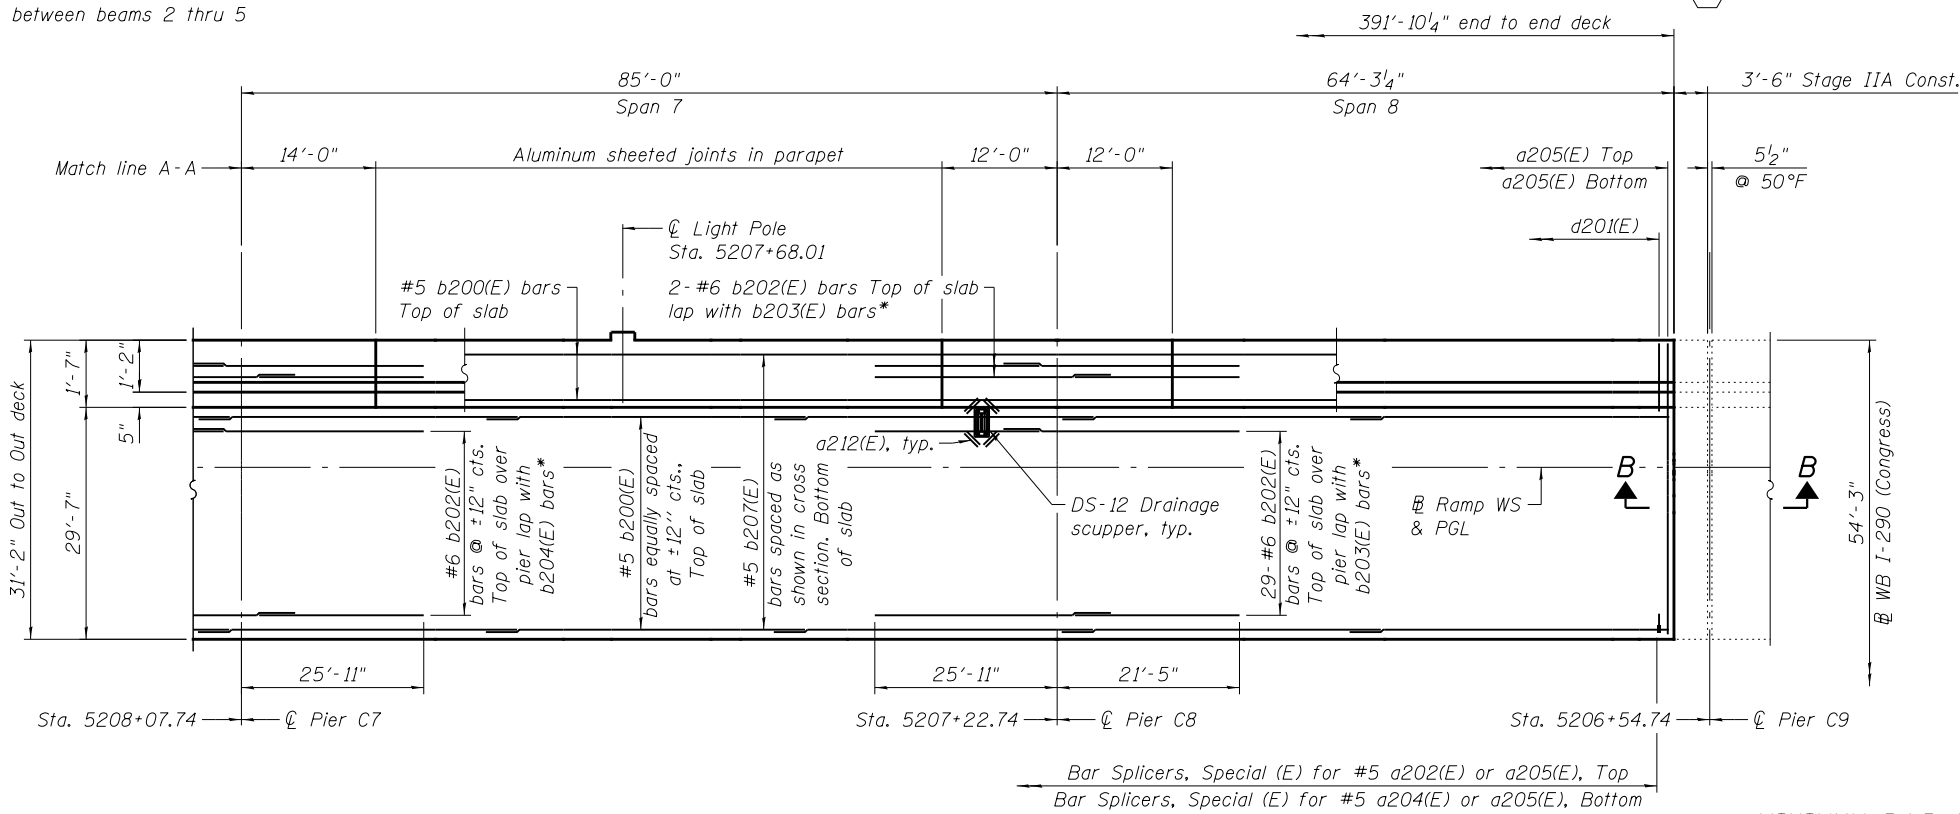 between beams 2 thru 5
391'-10 1/4" end to end deck
85'-0"
Span 7
64'-3 1/4"
Span 8
3'-6" Stage IIA Const.
Match line A-A
14'-0"
Aluminum sheeted joints in parapet
12'-0"
12'-0"
a205(E) Top
a205(E) Bottom
5 1/2"
@ 50°F
d201(E)
℄ Light Pole
Sta. 5207+68.01
#5 b200(E) bars
Top of slab
2-#6 b202(E) bars Top of slab
lap with b203(E) bars*
31'-2" Out to Out deck
1'-7"
1'-2"
5"
29'-7"
#6 b202(E)
bars @ ±12" cts.
Top of slab over
pier lap with
b204(E) bars*
#5 b200(E)
bars equally spaced
at ±12'' cts.,
Top of slab
#5 b207(E)
bars spaced as
shown in cross
section. Bottom
of slab
a212(E), typ.
DS-12 Drainage
scupper, typ.
29-#6 b202(E)
bars @ ±12" cts.
Top of slab over
pier lap with
b203(E) bars*
B Ramp WS
& PGL
B
B
54'-3"
B WB I-290 (Congress)
25'-11"
25'-11"
21'-5"
Sta. 5208+07.74
℄ Pier C7
Sta. 5207+22.74
℄ Pier C8
Sta. 5206+54.74
℄ Pier C9
Bar Splicers, Special (E) for #5 a202(E) or a205(E), Top
Bar Splicers, Special (E) for #5 a204(E) or a205(E), Bottom